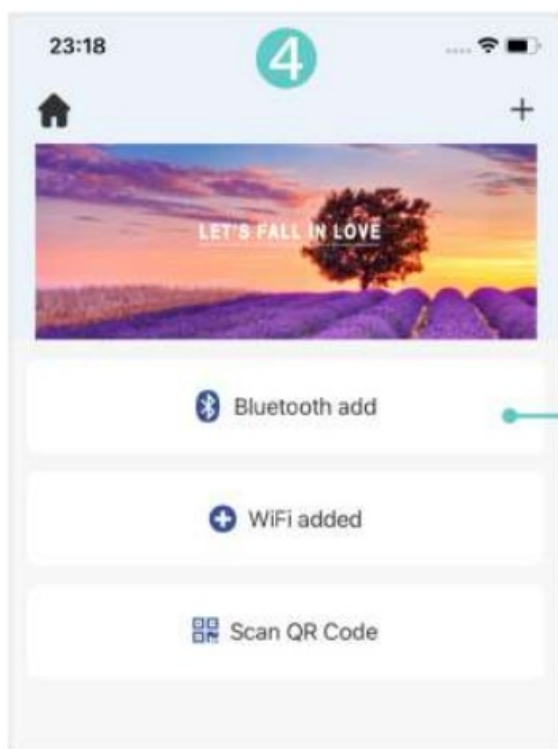 23:18
4
LET'S FALL IN LOVE
Bluetooth add
WiFi added
Scan QR Code